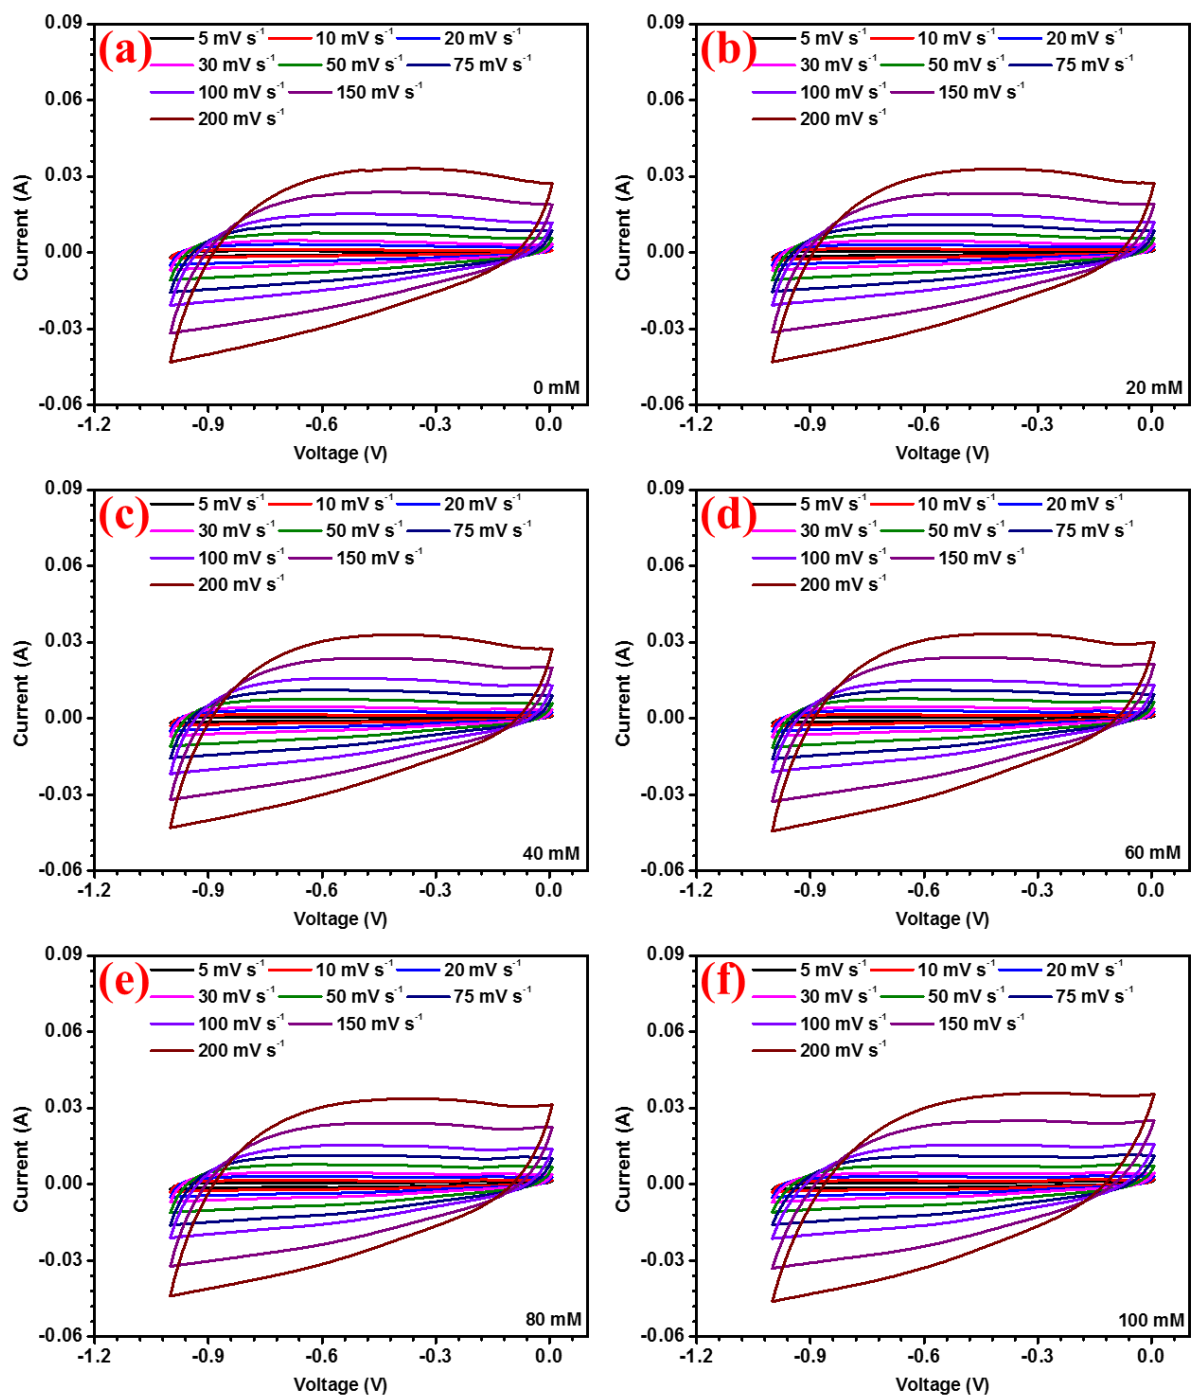 (a)
5 mV s⁻¹ 10 mV s⁻¹ 20 mV s⁻¹
30 mV s⁻¹ 50 mV s⁻¹ 75 mV s⁻¹
100 mV s⁻¹ 150 mV s⁻¹
200 mV s⁻¹
0.09
0.06
0.03
0.00
-0.03
-0.06
Current (A)
0 mM
-1.2 -0.9 -0.6 -0.3 0.0
Voltage (V)
(b)
5 mV s⁻¹ 10 mV s⁻¹ 20 mV s⁻¹
30 mV s⁻¹ 50 mV s⁻¹ 75 mV s⁻¹
100 mV s⁻¹ 150 mV s⁻¹
200 mV s⁻¹
0.09
0.06
0.03
0.00
-0.03
-0.06
Current (A)
20 mM
-1.2 -0.9 -0.6 -0.3 0.0
Voltage (V)
(c)
5 mV s⁻¹ 10 mV s⁻¹ 20 mV s⁻¹
30 mV s⁻¹ 50 mV s⁻¹ 75 mV s⁻¹
100 mV s⁻¹ 150 mV s⁻¹
200 mV s⁻¹
0.09
0.06
0.03
0.00
-0.03
-0.06
Current (A)
40 mM
-1.2 -0.9 -0.6 -0.3 0.0
Voltage (V)
(d)
5 mV s⁻¹ 10 mV s⁻¹ 20 mV s⁻¹
30 mV s⁻¹ 50 mV s⁻¹ 75 mV s⁻¹
100 mV s⁻¹ 150 mV s⁻¹
200 mV s⁻¹
0.09
0.06
0.03
0.00
-0.03
-0.06
Current (A)
60 mM
-1.2 -0.9 -0.6 -0.3 0.0
Voltage (V)
(e)
5 mV s⁻¹ 10 mV s⁻¹ 20 mV s⁻¹
30 mV s⁻¹ 50 mV s⁻¹ 75 mV s⁻¹
100 mV s⁻¹ 150 mV s⁻¹
200 mV s⁻¹
0.09
0.06
0.03
0.00
-0.03
-0.06
Current (A)
80 mM
-1.2 -0.9 -0.6 -0.3 0.0
Voltage (V)
(f)
5 mV s⁻¹ 10 mV s⁻¹ 20 mV s⁻¹
30 mV s⁻¹ 50 mV s⁻¹ 75 mV s⁻¹
100 mV s⁻¹ 150 mV s⁻¹
200 mV s⁻¹
0.09
0.06
0.03
0.00
-0.03
-0.06
Current (A)
100 mM
-1.2 -0.9 -0.6 -0.3 0.0
Voltage (V)